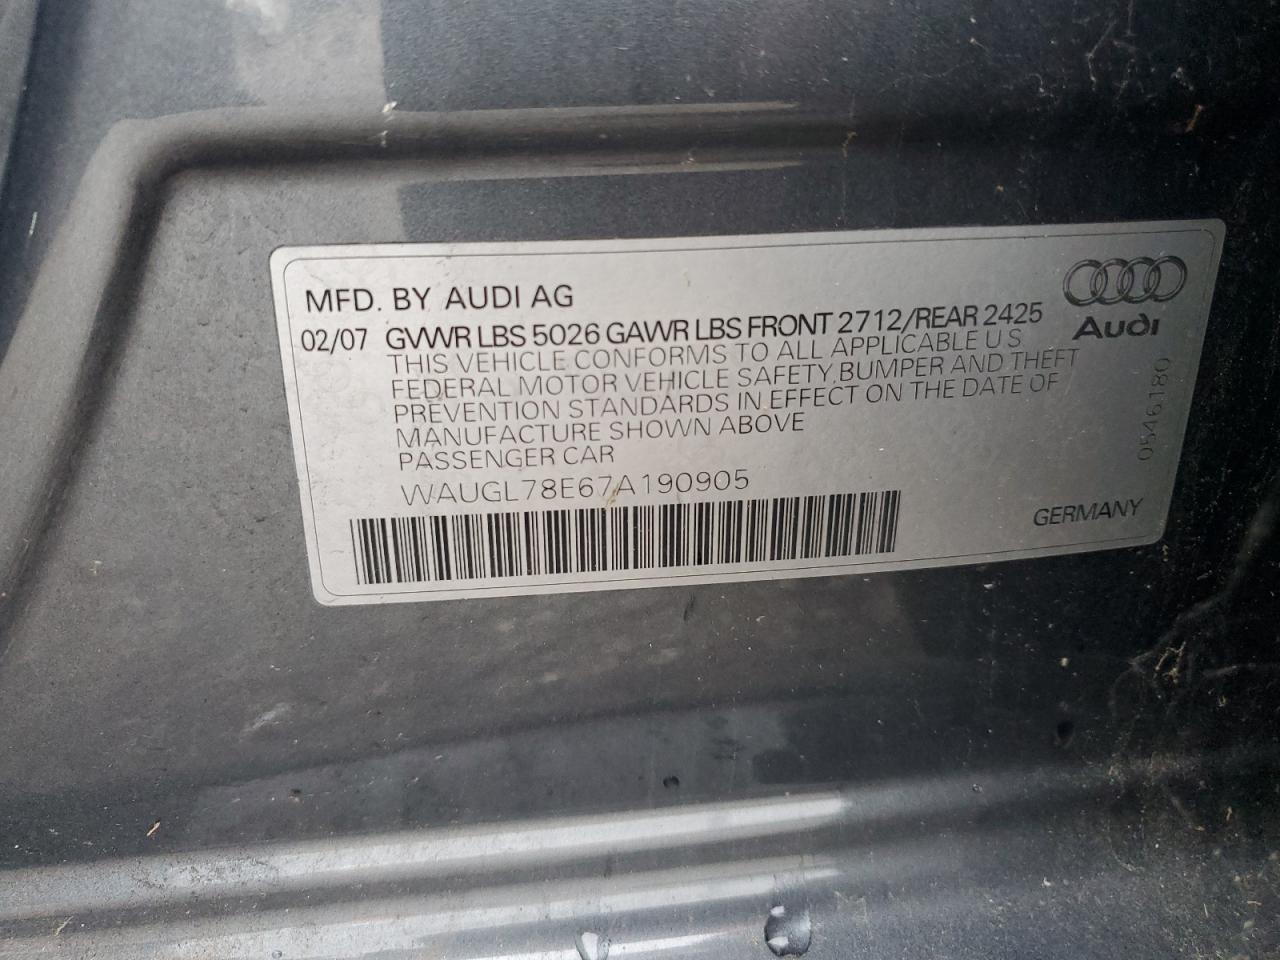 MFD. BY AUDI AG
02/07 GVWR LBS 5026 GAWR LBS FRONT 2712/REAR 2425
THIS VEHICLE CONFORMS TO ALL APPLICABLE U S
FEDERAL MOTOR VEHICLE SAFETY, BUMPER AND THEFT
PREVENTION STANDARDS IN EFFECT ON THE DATE OF
MANUFACTURE SHOWN ABOVE
PASSENGER CAR
WAUGL78E67A190905
Audi
0546180
GERMANY